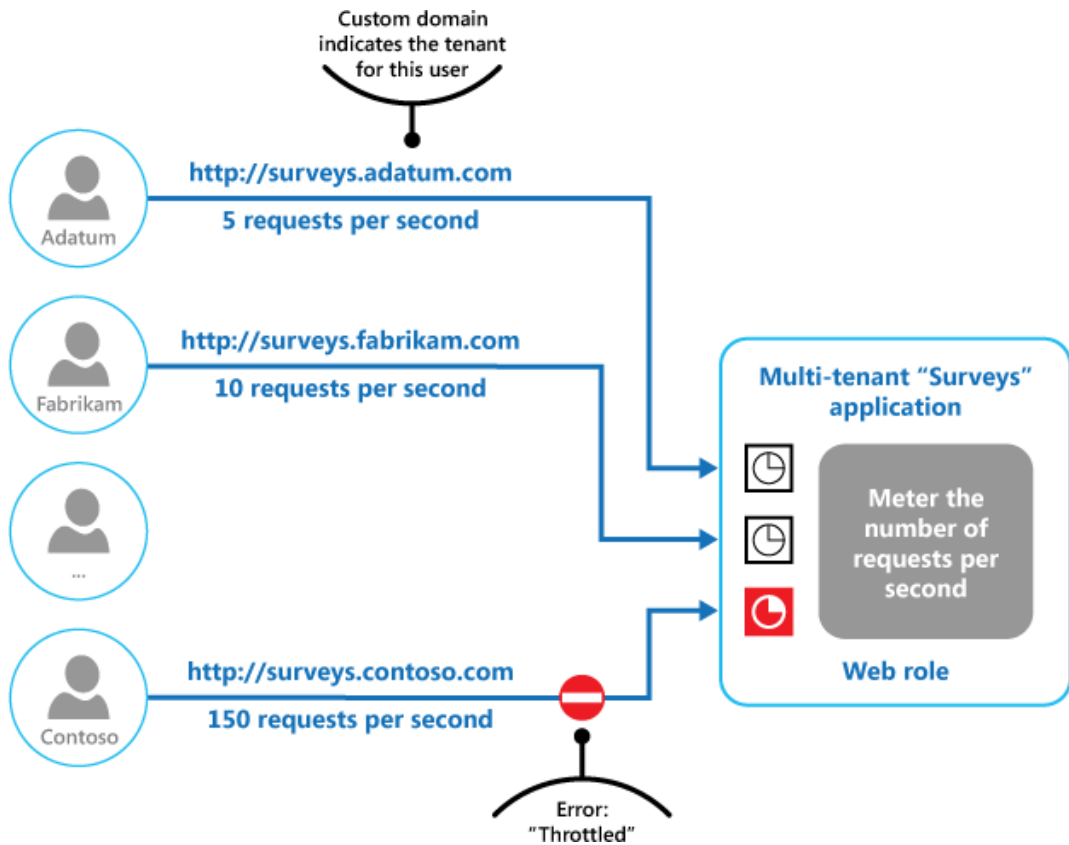 Custom domain
indicates the tenant
for this user
http://surveys.adatum.com
5 requests per second
Adatum
http://surveys.fabrikam.com
10 requests per second
Fabrikam
...
http://surveys.contoso.com
150 requests per second
Contoso
Error:
“Throttled”
Multi-tenant “Surveys”
application
Meter the
number of
requests per
second
Web role